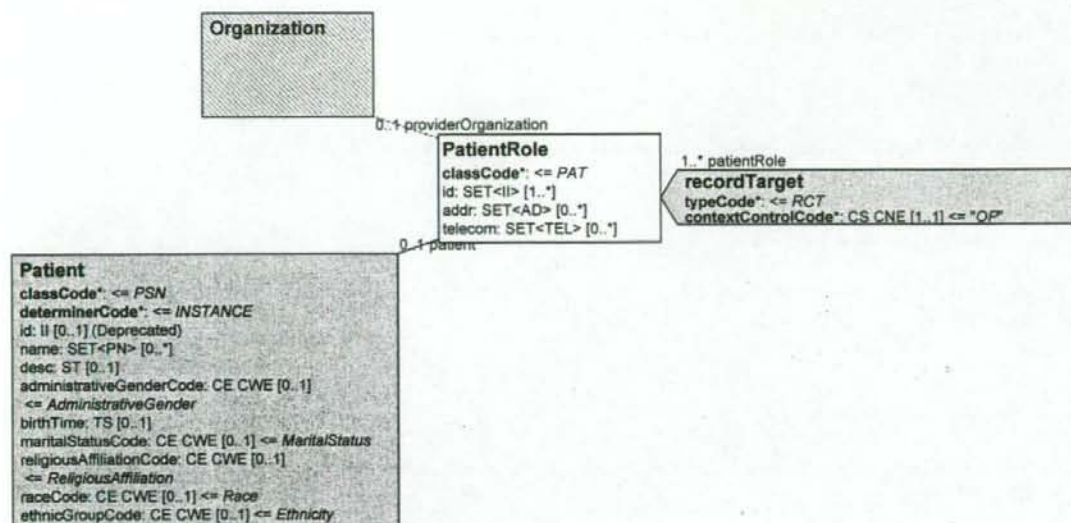 Organization
0..1 providerOrganization
PatientRole
classCode*: <= PAT
id: SET<II> [1..*]
addr: SET<AD> [0..*]
telecom: SET<TEL> [0..*]
1..* patientRole
recordTarget
typeCode*: <= RCT
contextControlCode*: CS CNE [1..1] <= "OP"
0..1 patient
Patient
classCode*: <= PSN
determinerCode*: <= INSTANCE
id: II [0..1] (Deprecated)
name: SET<PN> [0..*]
desc: ST [0..1]
administrativeGenderCode: CE CWE [0..1]
<= AdministrativeGender
birthTime: TS [0..1]
maritalStatusCode: CE CWE [0..1] <= MaritalStatus
religiousAffiliationCode: CE CWE [0..1]
<= ReligiousAffiliation
raceCode: CE CWE [0..1] <= Race
ethnicGroupCode: CE CWE [0..1] <= Ethnicity